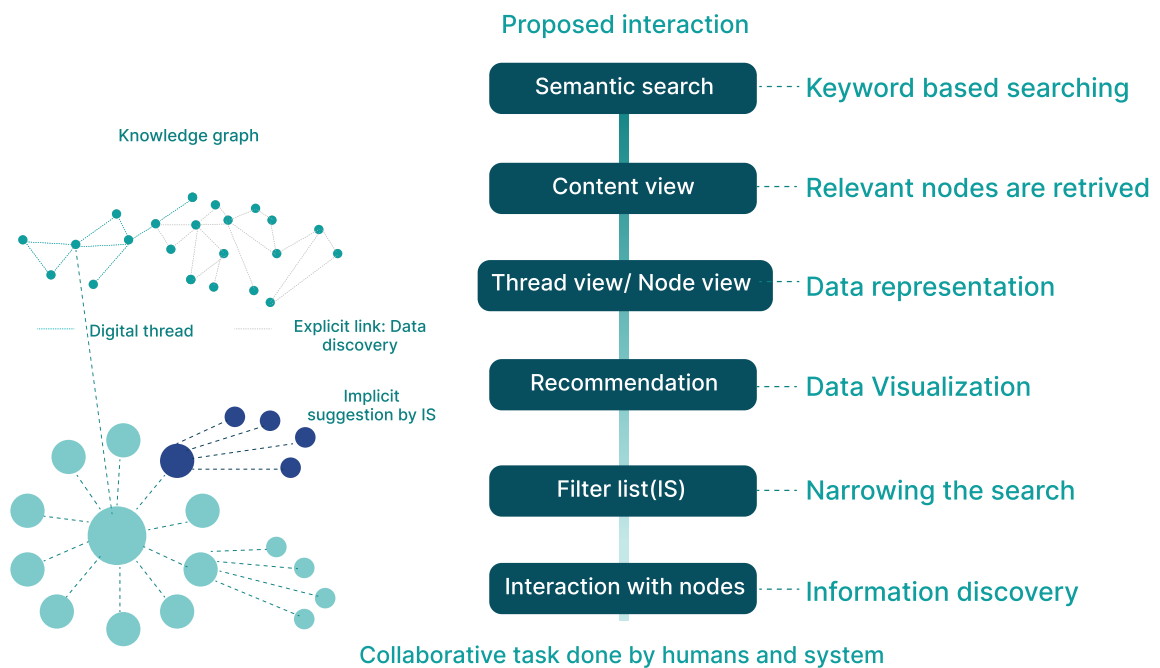 Proposed interaction
Semantic search
Keyword based searching
Knowledge graph
Content view
Relevant nodes are retrived
Thread view/ Node view
Data representation
Digital thread
Explicit link: Data
discovery
Recommendation
Data Visualization
Implicit
suggestion by IS
Filter list(IS)
Narrowing the search
Interaction with nodes
Information discovery
Collaborative task done by humans and system